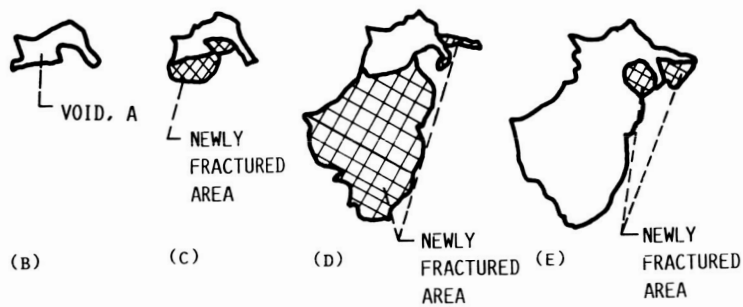 VOID, A
NEWLY
FRACTURED
AREA
NEWLY
FRACTURED
AREA
NEWLY
FRACTURED
AREA
(B)
(C)
(D)
(E)